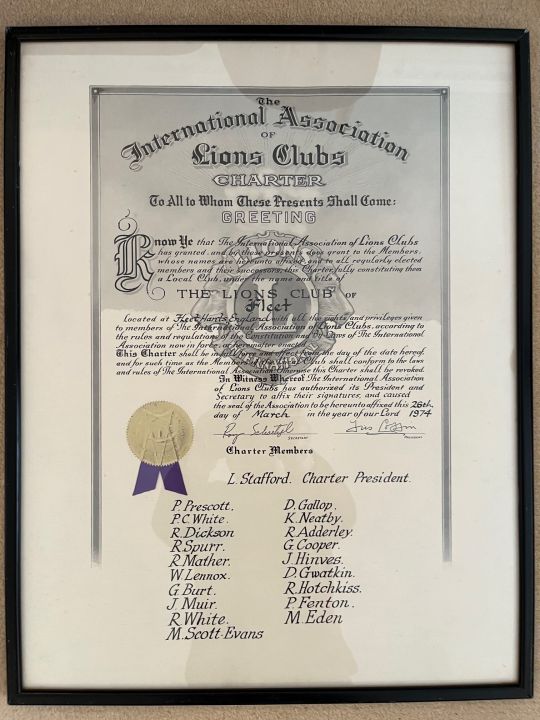 The
International Association
OF
Lions Clubs
CHARTER
To All to Whom These Presents Shall Come:
GREETING
Know Ye that The International Association of Lions Clubs
has granted, and by these presents does grant to the Members,
whose names are hereunto affixed, and to all regularly elected
members and their successors, this Charter, fully constituting them
a Local Club, under the name and title of
THE LIONS CLUB OF
Fleet
Located at Fleet Hants England with all the rights and privileges given
to members of The International Association of Lions Clubs, according to
the rules and regulations of the Constitution and By-Laws of The International
Association now in force, or hereafter enacted.
This Charter shall be in full force and effect from the day of the date hereof,
and for such time as the Members of said Club shall conform to the laws
and rules of The International Association, otherwise this Charter shall be revoked.
In Witness Whereof The International Association
of Lions Clubs has authorized its President and
Secretary to affix their signatures, and caused
the seal of the Association to be hereunto affixed this 26th
day of March in the year of our Lord 1974
SECRETARY PRESIDENT
Charter Members
L. Stafford. Charter President.
P. Prescott. D. Gallop.
P.C. White. K. Neatby.
R. Dickson R. Adderley.
R. Spurr. G. Cooper.
R. Mather. J. Hinves.
W. Lennox. D. Gwatkin.
G. Burt. R. Hotchkiss.
J. Muir. P. Fenton.
R. White. M. Eden
M. Scott-Evans